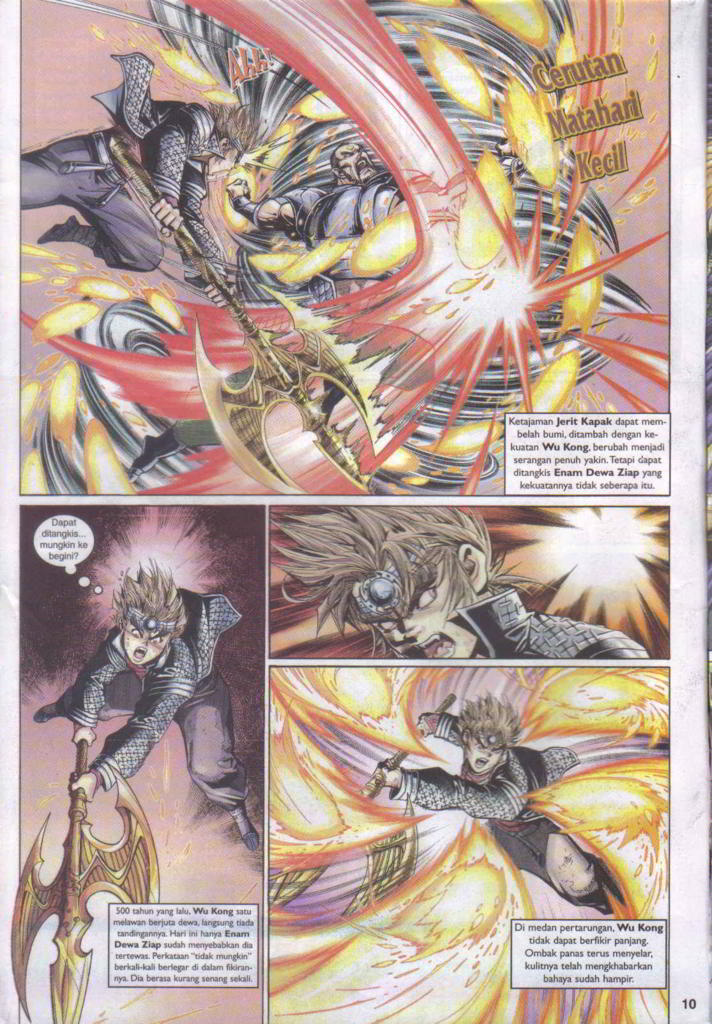 AAA!
Cerutan
Matahari
Kecil
Ketajaman Jerit Kapak dapat mem-
belah bumi, ditambah dengan ke-
kuatan Wu Kong, berubah menjadi
serangan penuh yakin. Tetapi dapat
ditangkis Enam Dewa Ziap yang
kekuatannya tidak seberapa itu.
Dapat
ditangkis...
mungkin ke
begini?
500 tahun yang lalu, Wu Kong satu
melawan berjuta dewa, langsung tiada
tandingannya. Hari ini hanya Enam
Dewa Ziap sudah menyebabkan dia
tertewas. Perkataan "tidak mungkin"
berkali-kali berlegar di dalam fikiran-
nya. Dia berasa kurang senang sekali.
Di medan pertarungan, Wu Kong
tidak dapat berfikir panjang.
Ombak panas terus menyelar,
kulitnya telah mengkhabarkan
bahaya sudah hampir.
10